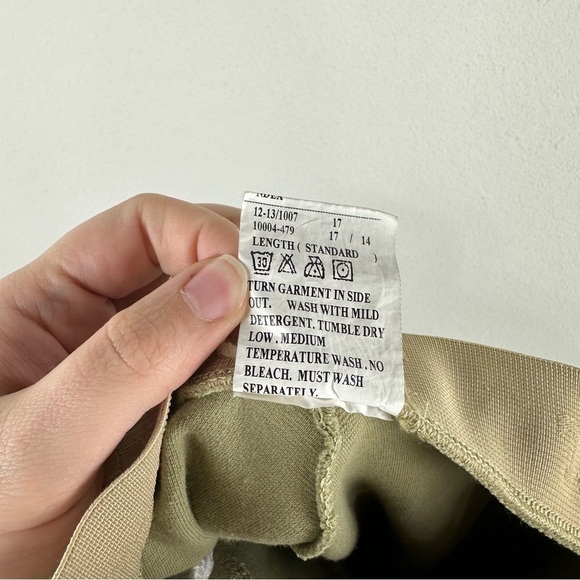 12-13/1007 17
10004-479 17 / 14
LENGTH ( STANDARD )
30
TURN GARMENT IN SIDE
OUT. WASH WITH MILD
DETERGENT. TUMBLE DRY
LOW. MEDIUM
TEMPERATURE WASH. NO
BLEACH. MUST WASH
SEPARATELY.